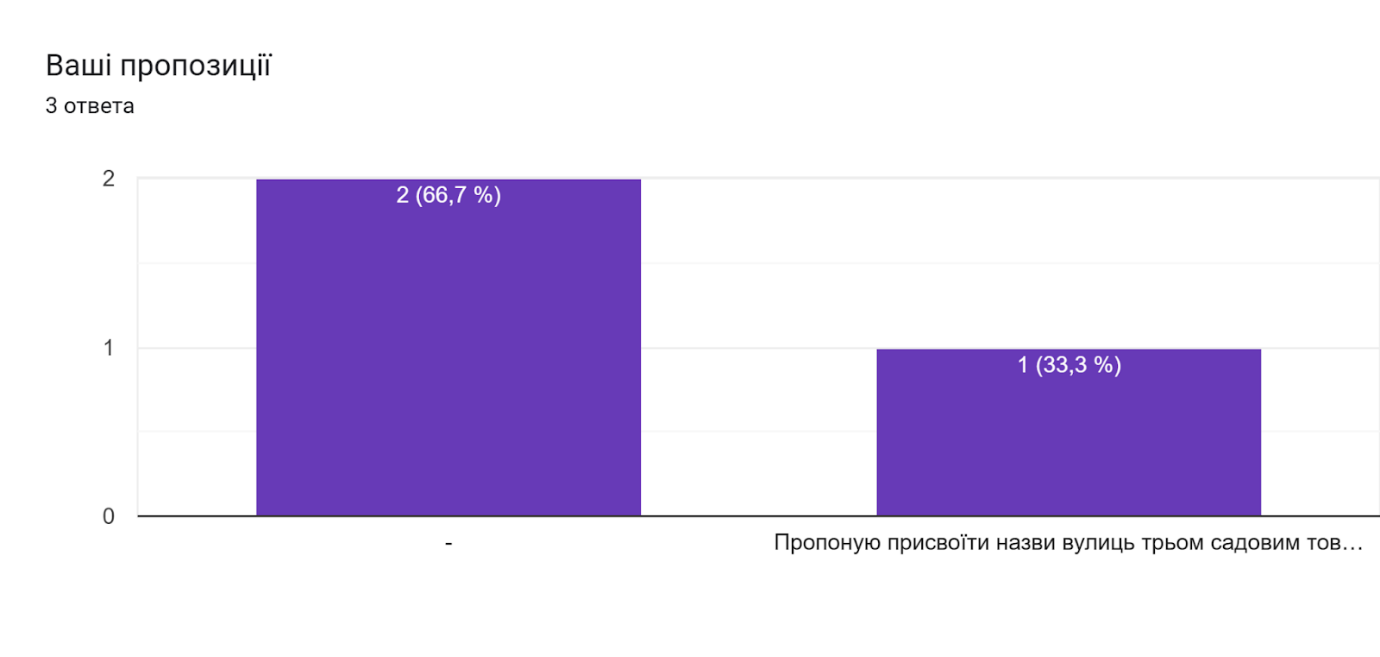 Ваші пропозиції
3 ответа
2
2 (66,7 %)
1
1 (33,3 %)
0
-
Пропоную присвоїти назви вулиць трьом садовим тов…